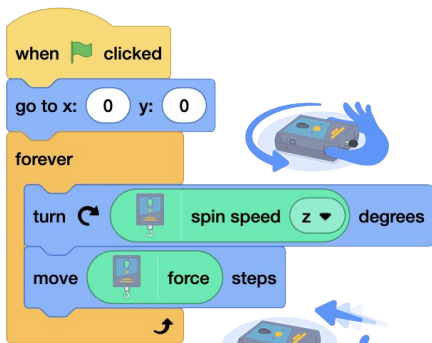 when clicked
go to x: 0 y: 0
forever
turn spin speed z degrees
move force steps